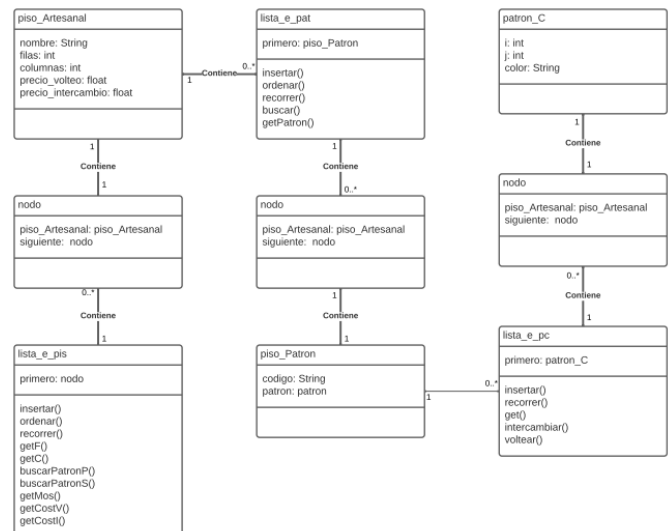 piso_Artesanal
nombre: String
filas: int
columnas: int
precio_volteo: float
precio_intercambio: float
1
Contiene
0..*
lista_e_pat
primero: piso_Patron
insertar()
ordenar()
recorrer()
buscar()
getPatron()
patron_C
i: int
j: int
color: String
1
Contiene
1
1
Contiene
0..*
1
Contiene
nodo
piso_Artesanal: piso_Artesanal
siguiente: nodo
nodo
piso_Artesanal: piso_Artesanal
siguiente: nodo
nodo
piso_Artesanal: piso_Artesanal
siguiente: nodo
0..*
Contiene
1
1
Contiene
1
0..*
Contiene
1
lista_e_pis
primero: nodo
insertar()
ordenar()
recorrer()
getF()
getC()
buscarPatronP()
buscarPatronS()
getMos()
getCostV()
getCostI()
piso_Patron
codigo: String
patron: patron
1
0..*
lista_e_pc
primero: patron_C
insertar()
recorrer()
get()
intercambiar()
voltear()